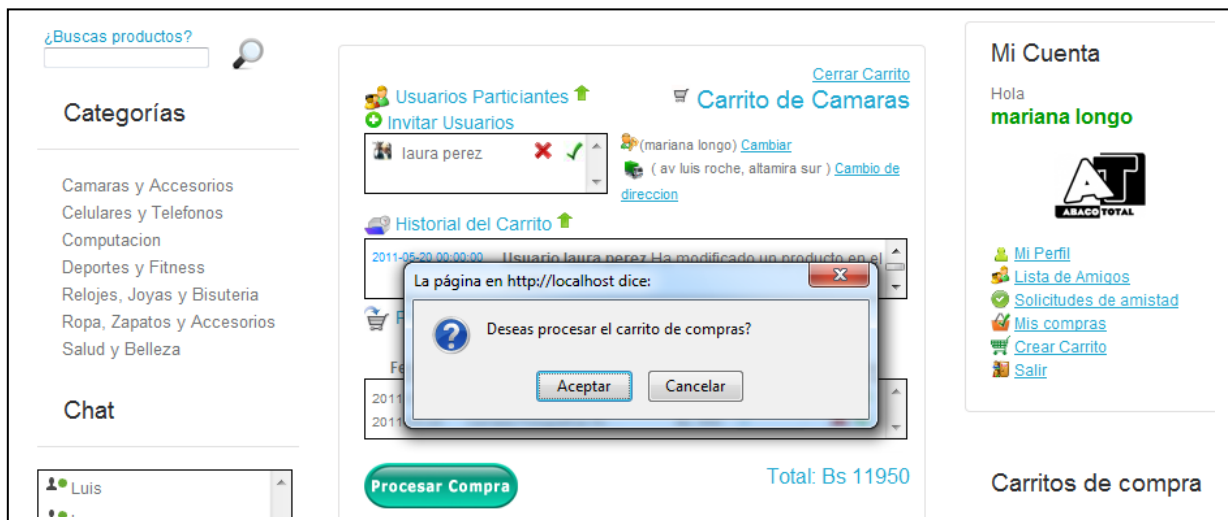 ¿Buscas productos?
Categorías
Camaras y Accesorios
Celulares y Telefonos
Computacion
Deportes y Fitness
Relojes, Joyas y Bisuteria
Ropa, Zapatos y Accesorios
Salud y Belleza
Chat
Luis
Cerrar Carrito
Usuarios Particiantes
Carrito de Camaras
Invitar Usuarios
laura perez
(mariana longo) Cambiar
( av luis roche, altamira sur ) Cambio de
direccion
Historial del Carrito
2011-05-20 00:00:00 Usuario laura perez Ha modificado un producto en el
La página en http://localhost dice:
Deseas procesar el carrito de compras?
Aceptar Cancelar
2011
2011
Procesar Compra
Total: Bs 11950
Mi Cuenta
Hola
mariana longo
AT
ABACO TOTAL
Mi Perfil
Lista de Amigos
Solicitudes de amistad
Mis compras
Crear Carrito
Salir
Carritos de compra